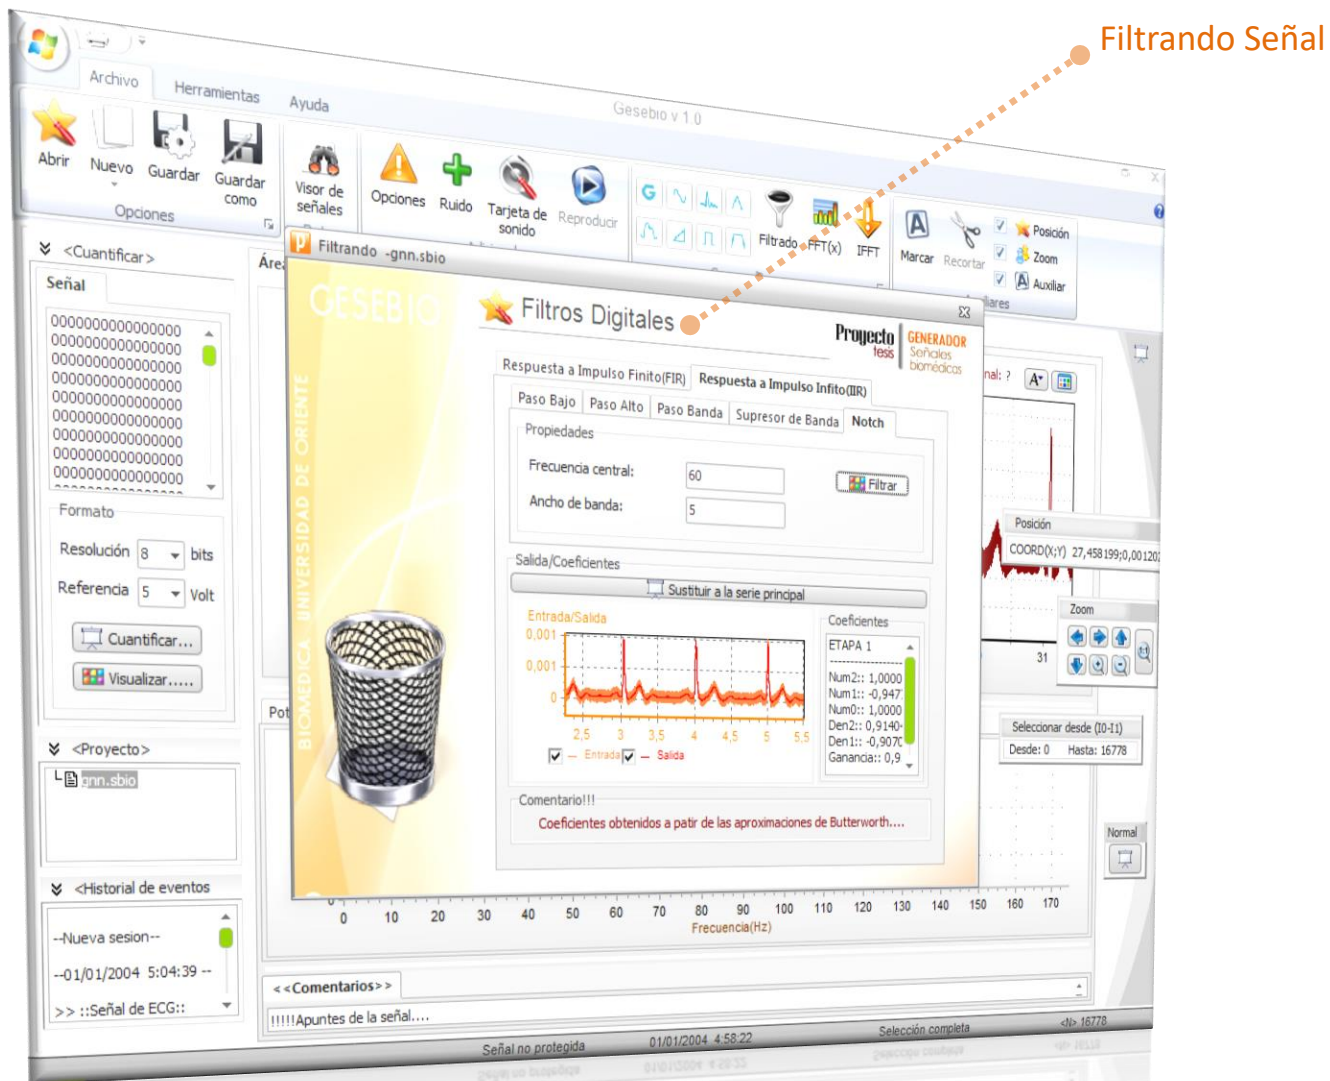 Filtrando Señal
Archivo
Herramientas
Ayuda
Gesebio v 1.0
Abrir
Nuevo
Guardar
Guardar como
Opciones
Visor de señales
Opciones
Ruido
Tarjeta de sonido
Reproducir
Filtrado
FFT(x)
IFFT
Marcar
Recortar
Posición
Zoom
Auxiliar
<Cuantificar>
Señal
0000000000000000
0000000000000000
0000000000000000
0000000000000000
0000000000000000
0000000000000000
0000000000000000
0000000000000000
0000000000000000
Formato
Resolución 8 bits
Referencia 5 Volt
Cuantificar...
Visualizar.....
<Proyecto>
gnn.sbio
<Historial de eventos
--Nueva sesion--
--01/01/2004 5:04:39 --
>> ::Señal de ECG::
Filtrando -gnn.sbio
GESEBIO
BIOMEDICA UNIVERSIDAD DE ORIENTE
Filtros Digitales
Proyecto tesis
GENERADOR
Señales
biomédicas
Respuesta a Impulso Finito(FIR)
Respuesta a Impulso Infito(IIR)
Paso Bajo
Paso Alto
Paso Banda
Supresor de Banda
Notch
Propiedades
Frecuencia central: 60
Filtrar
Ancho de banda: 5
Salida/Coeficientes
Sustituir a la serie principal
Entrada/Salida
0,001
0,001
0
2,5 3 3,5 4 4,5 5 5,5
Entrada
Salida
Coeficientes
ETAPA 1
Num2:: 1,0000
Num1:: -0,947
Num0:: 1,0000
Den2:: 0,9140
Den1:: -0,907
Ganancia:: 0,9
Comentario!!!
Coeficientes obtenidos a patir de las aproximaciones de Butterworth....
nal: ?
Posición
COORD(X;Y) 27,458199;0,00120
Zoom
1:1
31
Seleccionar desde (I0-I1)
Desde: 0 Hasta: 16778
Normal
0 10 20 30 40 50 60 70 80 90 100 110 120 130 140 150 160 170
Frecuencia(Hz)
<<Comentarios>>
!!!!!Apuntes de la señal....
Señal no protegida
01/01/2004 4:58:22
Selección completa
<N> 16778